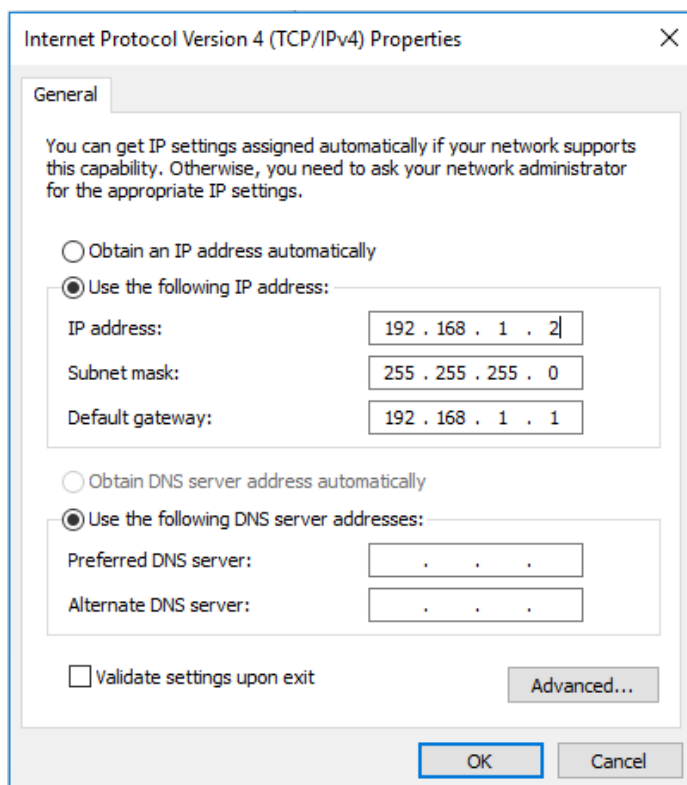 Internet Protocol Version 4 (TCP/IPv4) Properties
General
You can get IP settings assigned automatically if your network supports
this capability. Otherwise, you need to ask your network administrator
for the appropriate IP settings.
Obtain an IP address automatically
Use the following IP address:
IP address: 192 . 168 . 1 . 2
Subnet mask: 255 . 255 . 255 . 0
Default gateway: 192 . 168 . 1 . 1
Obtain DNS server address automatically
Use the following DNS server addresses:
Preferred DNS server: . . .
Alternate DNS server: . . .
Validate settings upon exit
Advanced...
OK Cancel